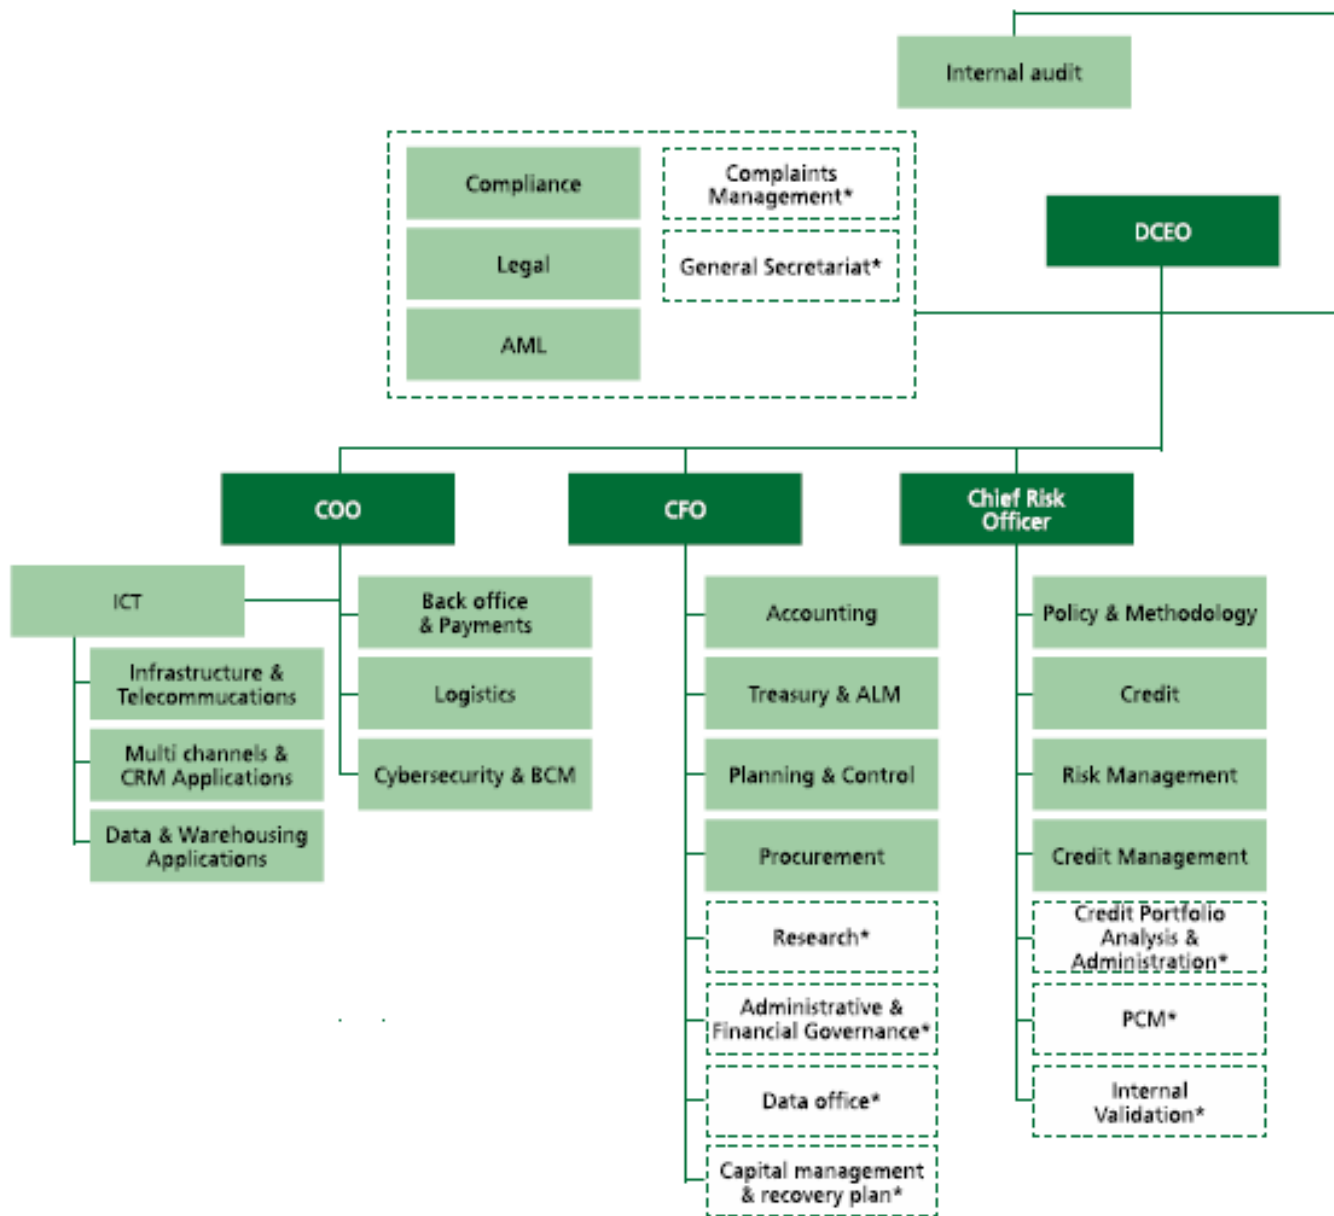 Internal audit
Compliance
Legal
AML
Complaints
Management*
General Secretariat*
DCEO
COO
CFO
Chief Risk
Officer
ICT
Infrastructure &
Telecommucations
Multi channels &
CRM Applications
Data & Warehousing
Applications
Back office
& Payments
Logistics
Cybersecurity & BCM
Accounting
Treasury & ALM
Planning & Control
Procurement
Research*
Administrative &
Financial Governance*
Data office*
Capital management
& recovery plan*
Policy & Methodology
Credit
Risk Management
Credit Management
Credit Portfolio
Analysis &
Administration*
PCM*
Internal
Validation*